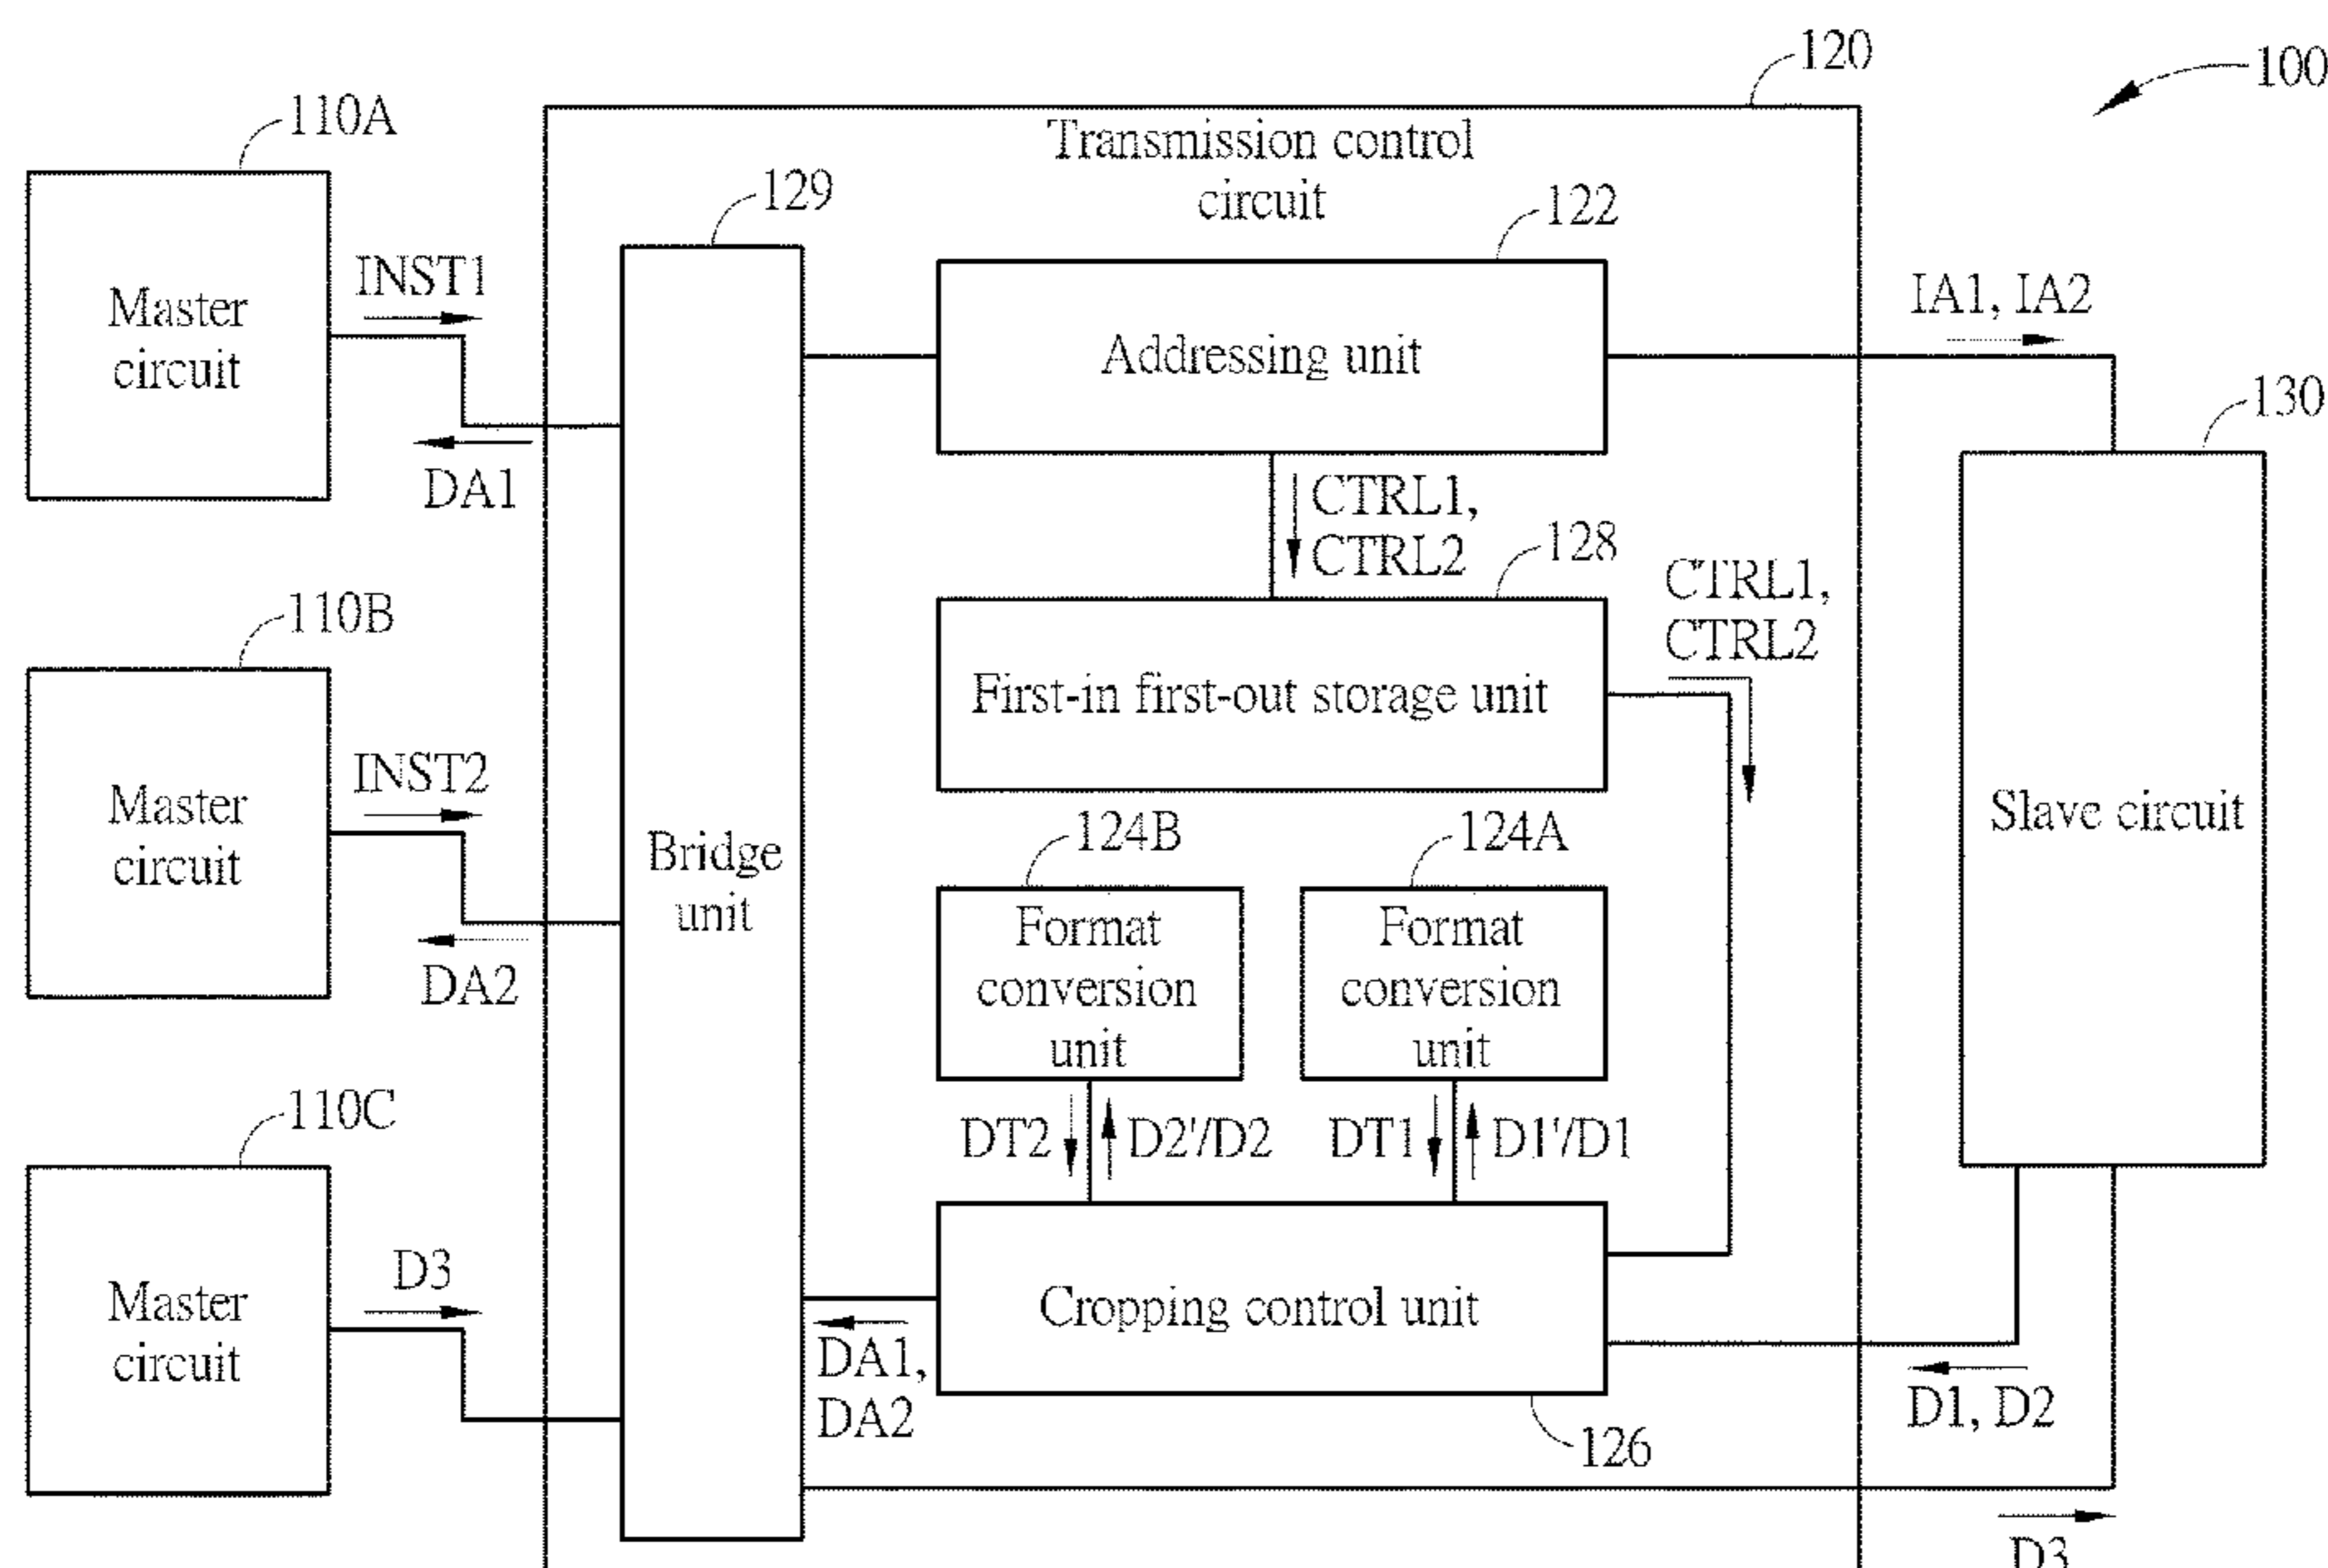 120
100
110A
Transmission control
circuit
129
122
INST1
IA1, IA2
Master
circuit
Addressing unit
130
DA1
CTRL1,
CTRL2
128
CTRL1,
CTRL2
110B
First-in first-out storage unit
INST2
Master
circuit
Bridge
unit
124B
124A
Slave circuit
Format
conversion
unit
Format
conversion
unit
DA2
110C
DT2
D2'/D2
DT1
D1'/D1
D3
Master
circuit
Cropping control unit
DA1,
DA2
D1, D2
126
D3